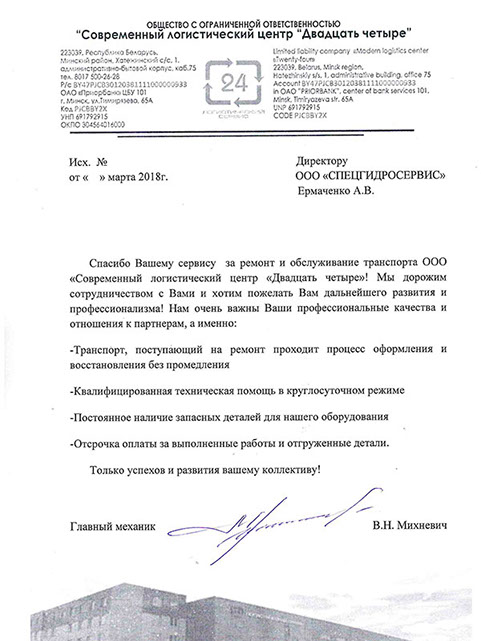 ОБЩЕСТВО С ОГРАНИЧЕННОЙ ОТВЕТСТВЕННОСТЬЮ
"Современный логистический центр "Двадцать четыре"
223039, Республика Беларусь,
Минский район, Хатежинский с/с, 1,
административно-бытовой корпус, каб.75
тел. 8017 500-26-28
Р/с BY47PJCB30120381111000000933
ОАО «Приорбанк» ЦБУ 101
г. Минск, ул.Тимирязева, 65А
Код PJCBBY2X
УНП 691792915
ОКПО 304564016000
24
ЛОГИСТИЧЕСКИЙ
Limited liability company «Modern logistics center
«Twenty-four»
223039, Belarus, Minsk region,
Hatezhinskiy s/s, 1, administrative building, office 75
Account BY47PJCB30120381111000000933
in OAO "PRIORBANK", center of bank services 101,
Minsk, Timiryazeva str. 65A
UNP 691792915
CODE PJCBBY2X
Исх. №
от « » марта 2018г.
Директору
ООО «СПЕЦГИДРОСЕРВИС»
Ермаченко А.В.
Спасибо Вашему сервису за ремонт и обслуживание транспорта ООО
«Современный логистический центр «Двадцать четыре»! Мы дорожим
сотрудничеством с Вами и хотим пожелать Вам дальнейшего развития и
профессионализма! Нам очень важны Ваши профессиональные качества и
отношения к партнерам, а именно:
-Транспорт, поступающий на ремонт проходит процесс оформления и
восстановления без промедления
-Квалифицированная техническая помощь в круглосуточном режиме
-Постоянное наличие запасных деталей для нашего оборудования
-Отсрочка оплаты за выполненные работы и отгруженные детали.
Только успехов и развития вашему коллективу!
Главный механик
В.Н. Михневич